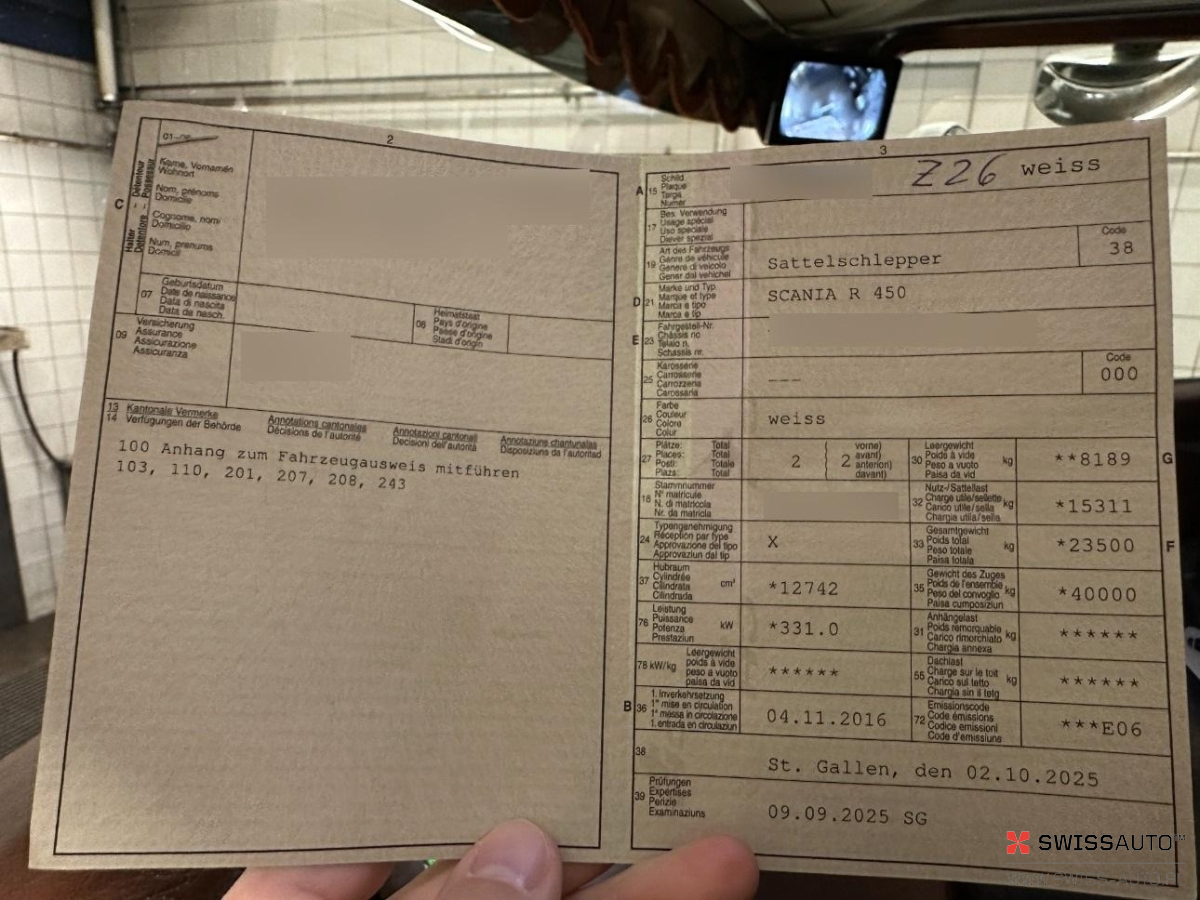 2
01-09
C
Halter - Détenteur
Detentore - Possessur
Name, Vornamen
Wohnort
Nom, prénoms
Domicile
Cognome, nomi
Domicilio
Num, prenums
Domicil
07
Geburtsdatum
Date de naissance
Data di nascita
Data da nasch.
08
Heimatstaat
Pays d'origine
Paese d'origine
Stadi d'origin
09
Versicherung
Assurance
Assicurazione
Assicuranza
13 Kantonale Vermerke
14 Verfügungen der Behörde
Annotations cantonales
Décisions de l'autorité
Annotazioni cantonali
Decisioni dell'autorità
Annotaziuns chantunalas
Disposiziuns da l'autoritad
100 Anhang zum Fahrzeugausweis mitführen
103, 110, 201, 207, 208, 243
3
A
15
Schild
Plaque
Targa
Numer
Z26 weiss
17
Bes. Verwendung
Usage spécial
Uso speciale
Diever spezial
19
Art des Fahrzeugs
Genre de véhicule
Genere di veicolo
Gener dal vehichel
Sattelschlepper
Code
38
D
21
Marke und Typ
Marque et type
Marca e tipo
Marca e tip
SCANIA R 450
E
23
Fahrgestell-Nr.
Châssis no
Telaio n.
Schassis nr.
25
Karosserie
Carrosserie
Carrozzeria
Carossaria
---
Code
000
26
Farbe
Couleur
Colore
Colur
weiss
27
Plätze: Total
Places: Total
Posti: Totale
Plazs: Total
2
2
vorne)
avant)
anteriori)
davant)
30
Leergewicht
Poids à vide
Peso a vuoto
Paisa da vid
kg
**8189
G
18
Stammnummer
N° matricule
N. di matricola
Nr. da matricla
32
Nutz-/Sattellast
Charge utile/sellette
Carico utile/sella
Chargia utila/sella
kg
*15311
24
Typengenehmigung
Réception par type
Approvazione del tipo
Approvaziun dal tip
X
33
Gesamtgewicht
Poids total
Peso totale
Paisa totala
kg
*23500
F
37
Hubraum
Cylindrée
Cilindrata
Cilindrada
cm³
*12742
35
Gewicht des Zuges
Poids de l'ensemble
Peso del convoglio
Paisa cumposiziun
kg
*40000
76
Leistung
Puissance
Potenza
Prestaziun
kW
*331.0
31
Anhängelast
Poids remorquable
Carico rimorchiato
Chargia annexa
kg
******
78 kW/kg
Leergewicht
poids à vide
peso a vuoto
paisa da vid
******
55
Dachlast
Charge sur le toit
Carico sul tetto
Chargia sin il tetg
kg
******
B
36
1. Inverkehrsetzung
1re mise en circulation
1a messa in circolazione
1. entrada en circulaziun
04.11.2016
72
Emissionscode
Code émissions
Codice emissioni
Code d'emissiuns
***E06
38
St. Gallen, den 02.10.2025
39
Prüfungen
Expertises
Perizie
Examinaziuns
09.09.2025 SG
SWISSAUTO™